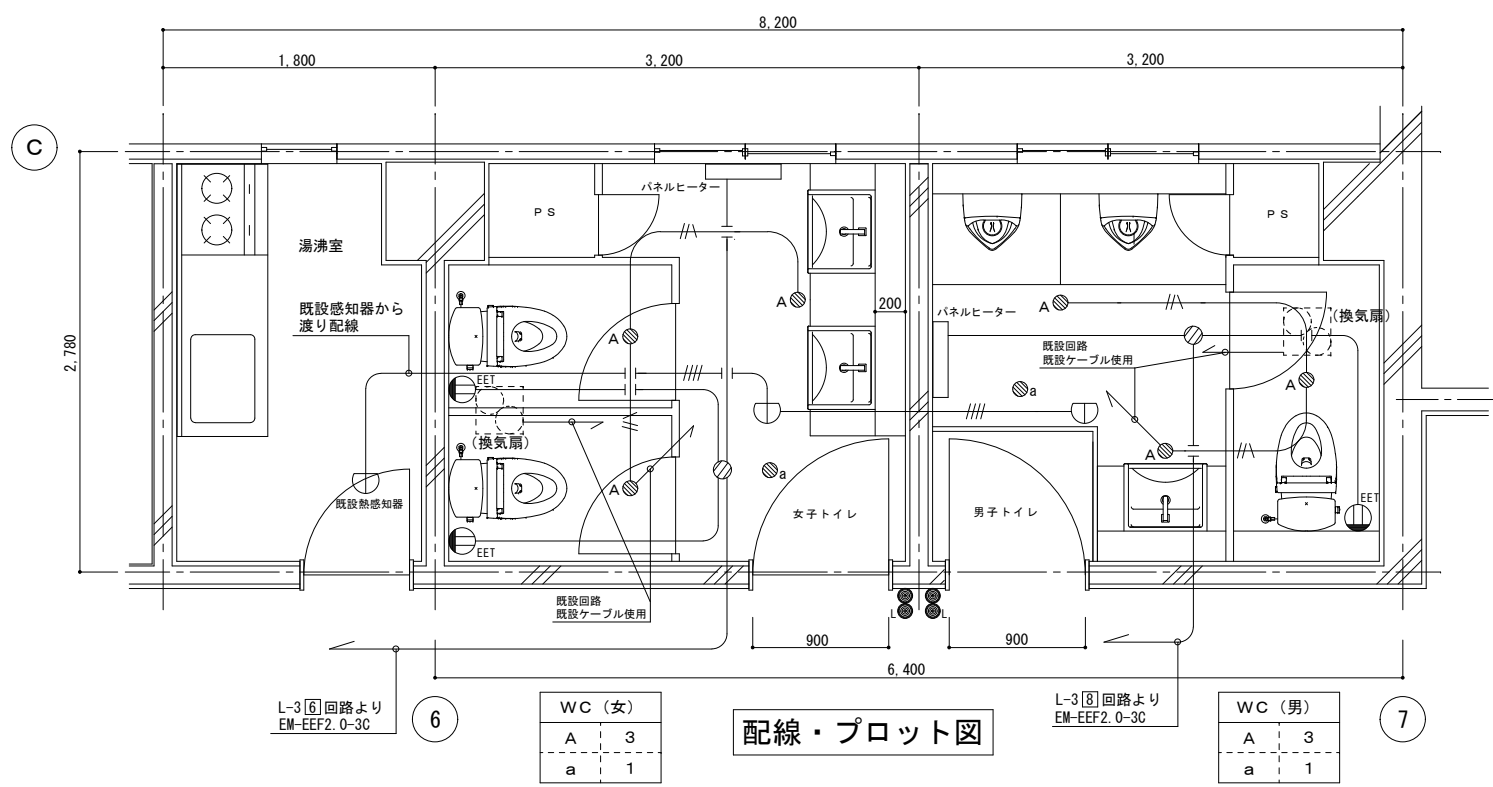 8,200
1,800
3,200
3,200
C
2,780
パネルヒーター
PS
PS
湯沸室
既設感知器から
渡り配線
A
A
200
A
パネルヒーター
(換気扇)
既設回路
既設ケーブル使用
EET
A
a
(換気扇)
A
a
A
既設熱感知器
EET
EET
女子トイレ
男子トイレ
既設回路
既設ケーブル使用
L
L
900
900
6,400
L-3 6 回路より
EM-EEF2.0-3C
6
WC(女)
A 3
a 1
配線・プロット図
L-3 8 回路より
EM-EEF2.0-3C
WC(男)
A 3
a 1
7